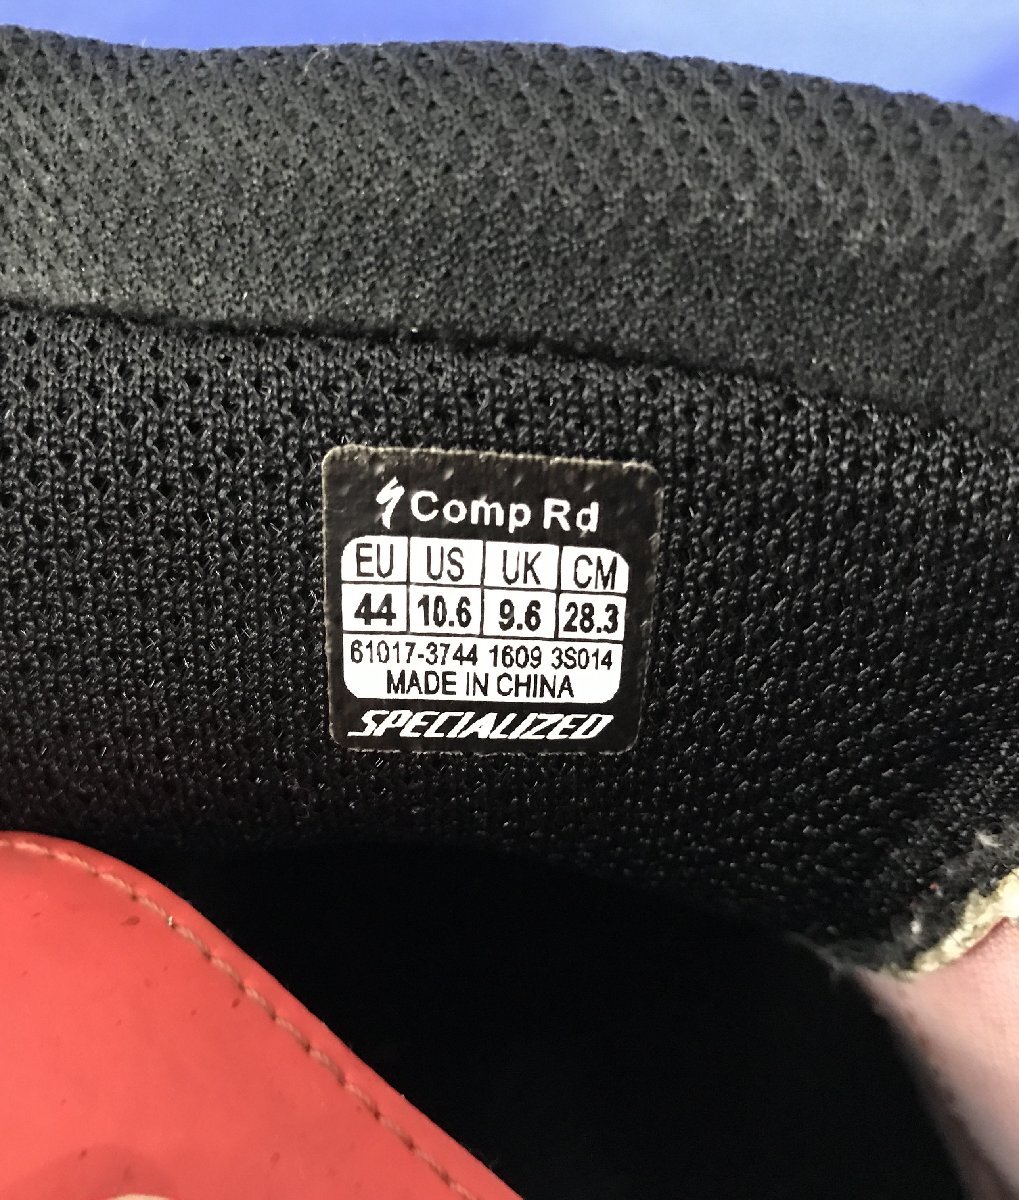 Comp Rd
EU US UK CM
44 10.6 9.6 28.3
61017-3744 1609 3S014
MADE IN CHINA
SPECIALIZED